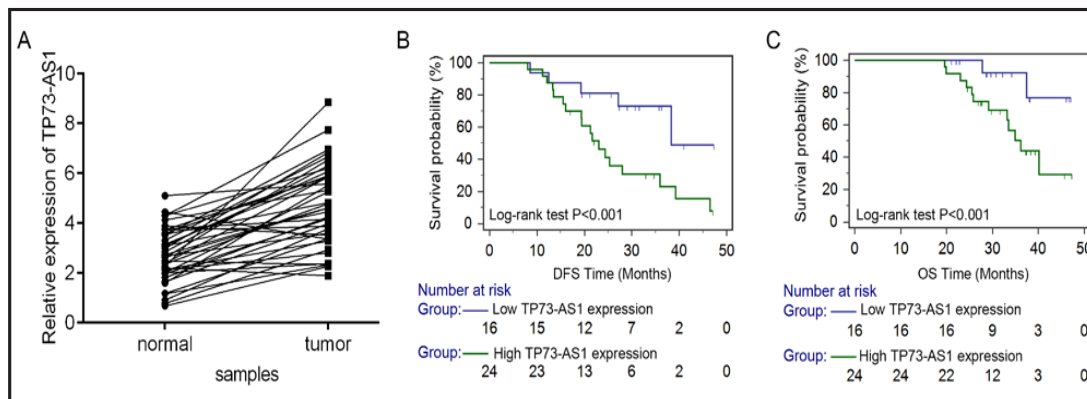 A
Relative expression of TP73-AS1
10
8
6
4
2
0
normal tumor
samples
B
Survival probability (%)
100
80
60
40
20
0
Log-rank test P<0.001
0 10 20 30 40 50
DFS Time (Months)
Number at risk
Group: Low TP73-AS1 expression
16 15 12 7 2 0
Group: High TP73-AS1 expression
24 23 13 6 2 0
C
Survival probability (%)
100
80
60
40
20
0
Log-rank test P<0.001
0 10 20 30 40 50
OS Time (Months)
Number at risk
Group: Low TP73-AS1 expression
16 16 16 9 3 0
Group: High TP73-AS1 expression
24 24 22 12 3 0